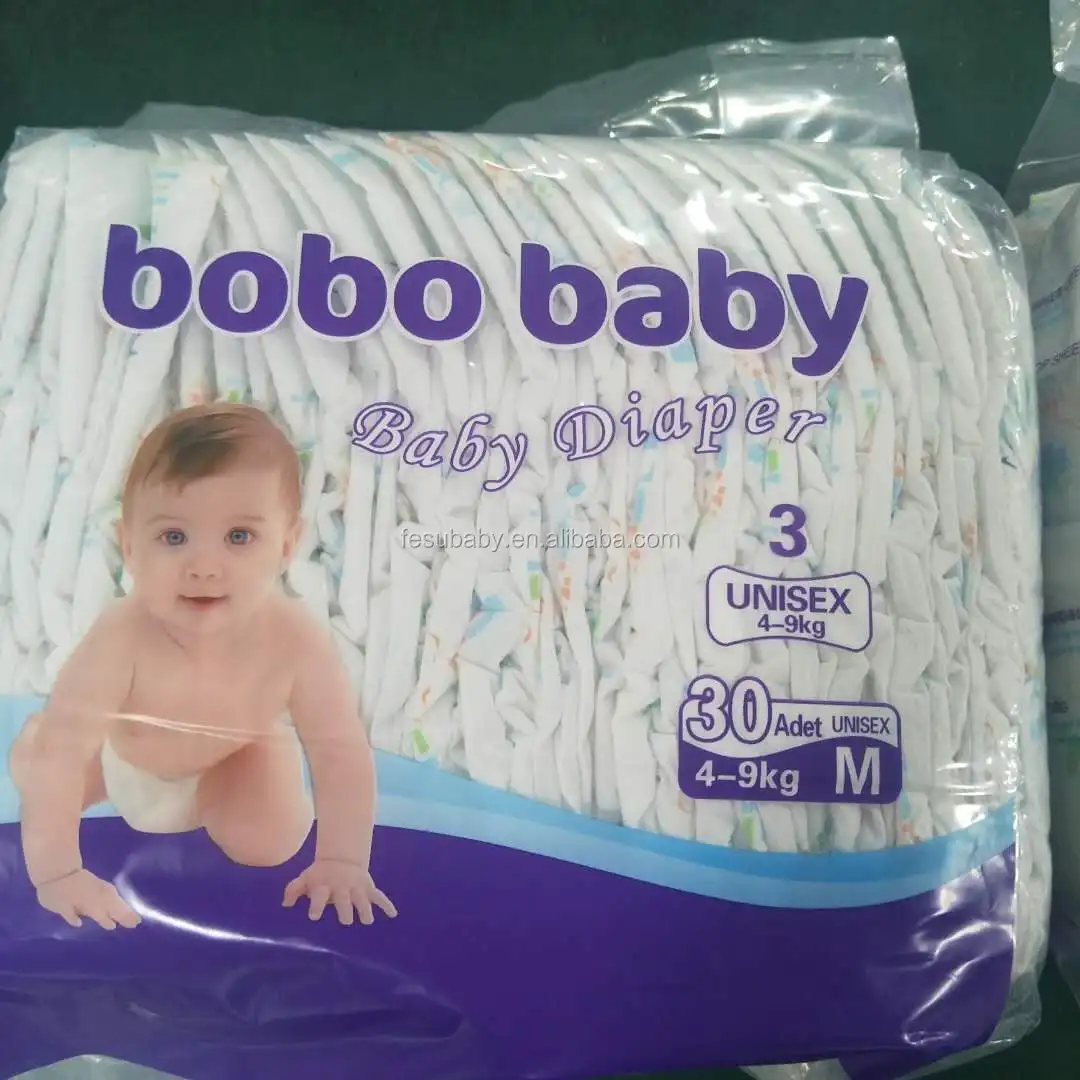 bobo baby
Baby Diaper
fesubaby.en.alibaba.com
3
UNISEX
4-9kg
30 Adet UNISEX
4-9kg M